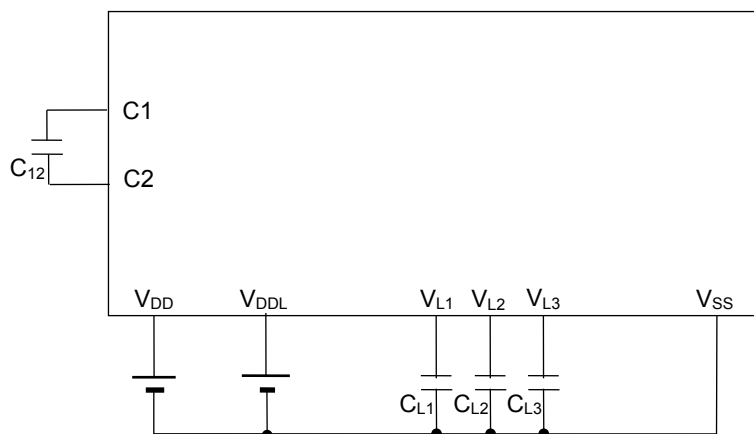 C1
C12
C2
VDD VDDL VL1 VL2 VL3 VSS
CL1 CL2 CL3